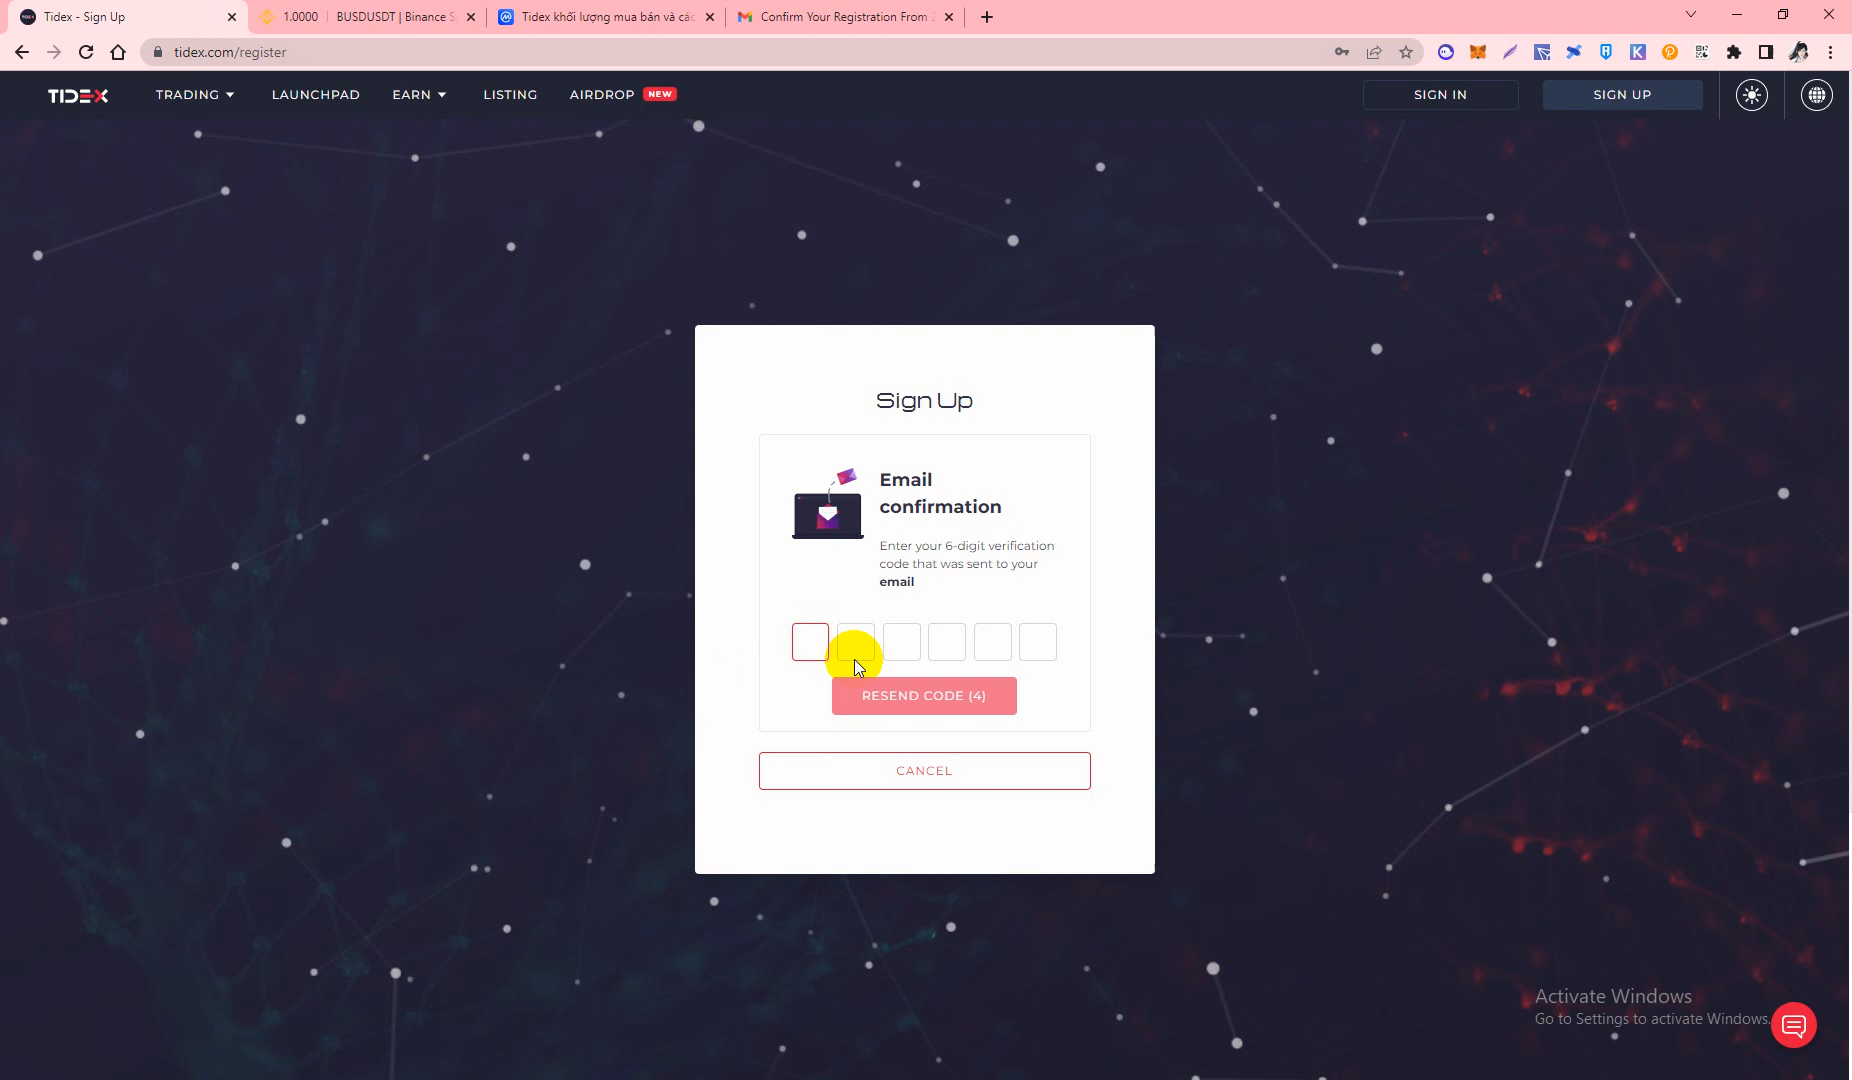 Tidex - Sign Up
1.0000 BUSDUSDT | Binance S
Tidex khối lượng mua bán và các
Confirm Your Registration From
tidex.com/register
TIDEX
TRADING
LAUNCHPAD
EARN
LISTING
AIRDROP
NEW
SIGN IN
SIGN UP
Sign Up
Email
confirmation
Enter your 6-digit verification
code that was sent to your
email
RESEND CODE (4)
CANCEL
Activate Windows
Go to Settings to activate Windows.